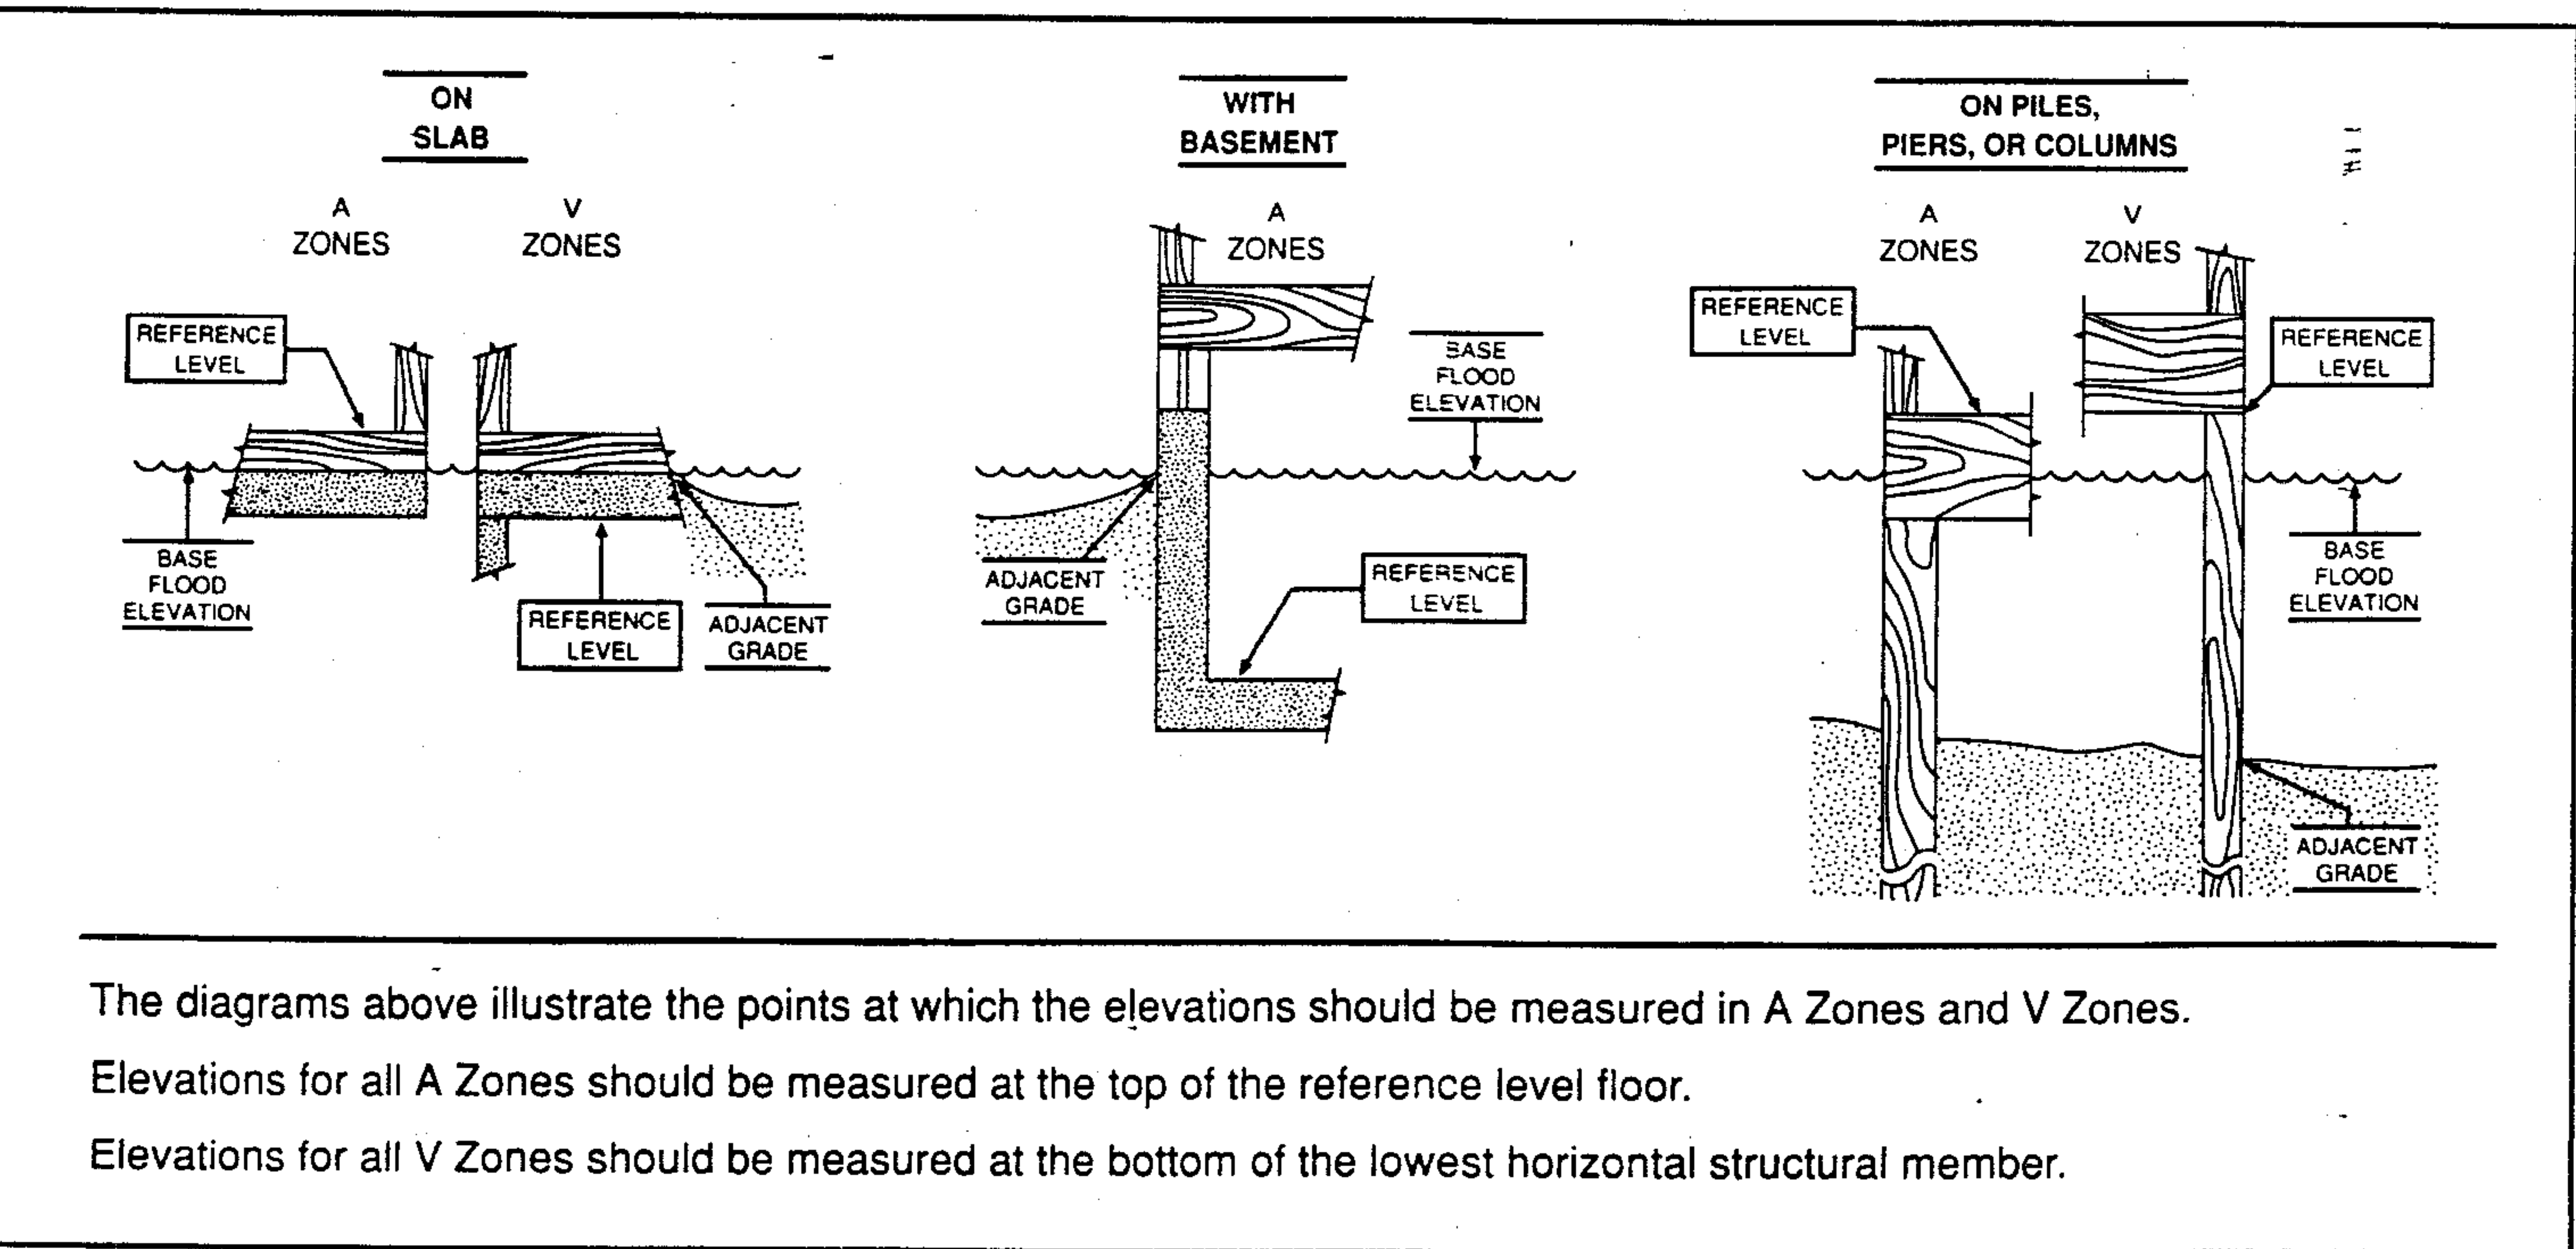 ON
SLAB
A
ZONES
V
ZONES
REFERENCE
LEVEL
BASE
FLOOD
ELEVATION
REFERENCE
LEVEL
ADJACENT
GRADE
WITH
BASEMENT
A
ZONES
BASE
FLOOD
ELEVATION
ADJACENT
GRADE
REFERENCE
LEVEL
ON PILES,
PIERS, OR COLUMNS
A
ZONES
V
ZONES
REFERENCE
LEVEL
REFERENCE
LEVEL
BASE
FLOOD
ELEVATION
ADJACENT
GRADE
The diagrams above illustrate the points at which the elevations should be measured in A Zones and V Zones.
Elevations for all A Zones should be measured at the top of the reference level floor.
Elevations for all V Zones should be measured at the bottom of the lowest horizontal structural member.